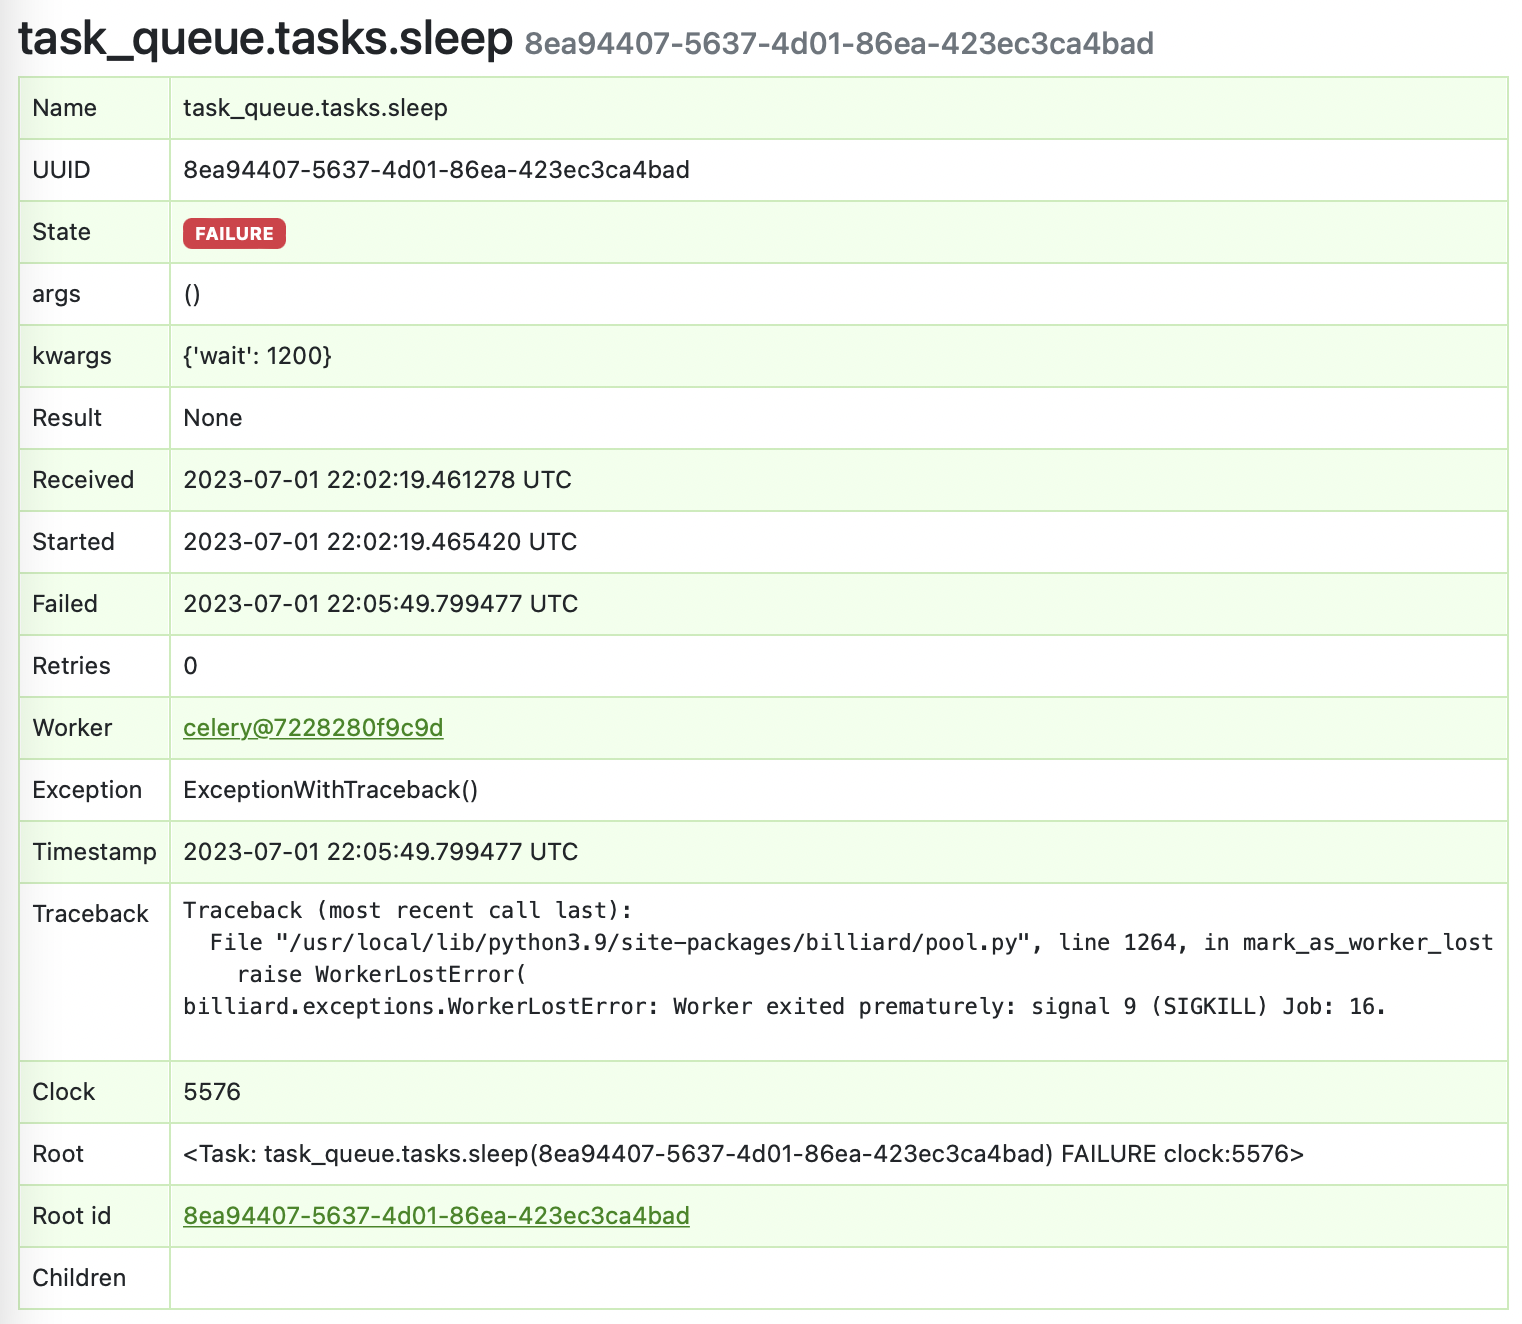 task_queue.tasks.sleep 8ea94407-5637-4d01-86ea-423ec3ca4bad
Name task_queue.tasks.sleep
UUID 8ea94407-5637-4d01-86ea-423ec3ca4bad
State FAILURE
args ()
kwargs {'wait': 1200}
Result None
Received 2023-07-01 22:02:19.461278 UTC
Started 2023-07-01 22:02:19.465420 UTC
Failed 2023-07-01 22:05:49.799477 UTC
Retries 0
Worker celery@7228280f9c9d
Exception ExceptionWithTraceback()
Timestamp 2023-07-01 22:05:49.799477 UTC
Traceback Traceback (most recent call last):
File "/usr/local/lib/python3.9/site-packages/billiard/pool.py", line 1264, in mark_as_worker_lost
raise WorkerLostError(
billiard.exceptions.WorkerLostError: Worker exited prematurely: signal 9 (SIGKILL) Job: 16.
Clock 5576
Root <Task: task_queue.tasks.sleep(8ea94407-5637-4d01-86ea-423ec3ca4bad) FAILURE clock:5576>
Root id 8ea94407-5637-4d01-86ea-423ec3ca4bad
Children